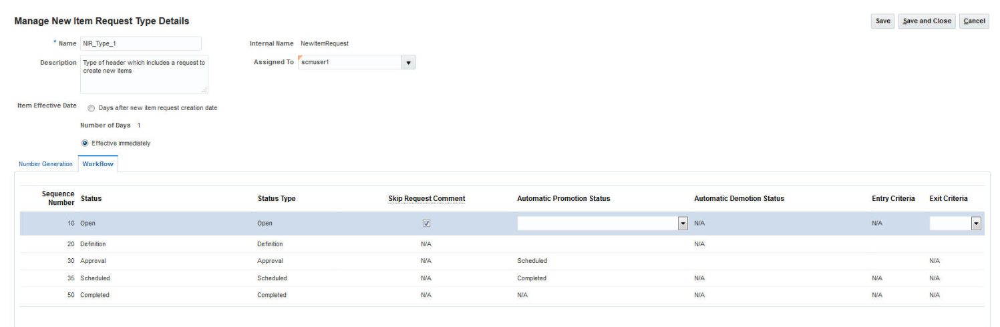 Manage New Item Request Type Details
Save Save and Close Cancel
* Name NIR_Type_1 Internal Name NewItemRequest
Description Type of header which includes a request to Assigned To scmuser1
create new items
Item Effective Date Days after new item request creation date
Number of Days 1
Effective immediately
Number Generation Workflow
Sequence Number Status Status Type Skip Request Comment Automatic Promotion Status Automatic Demotion Status Entry Criteria Exit Criteria
10 Open Open N/A N/A
20 Definition Definition N/A N/A
30 Approval Approval N/A Scheduled N/A
35 Scheduled Scheduled N/A Completed N/A N/A N/A
50 Completed Completed N/A N/A N/A N/A N/A